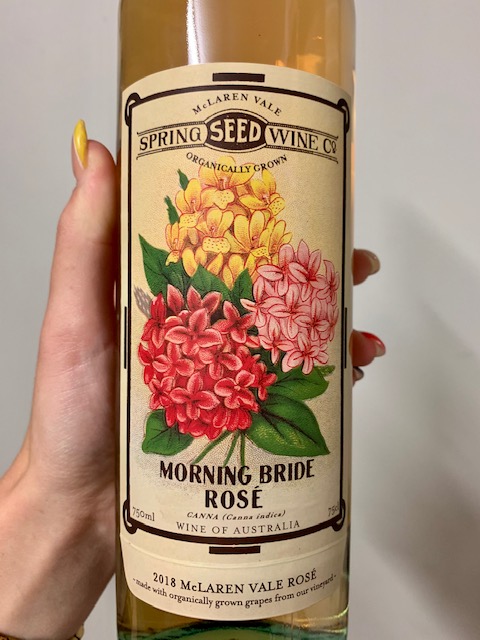 McLAREN VALE
SPRING SEED WINE Co
ORGANICALLY GROWN
MORNING BRIDE
ROSÉ
CANNA (Canna indica)
750ml
WINE OF AUSTRALIA
2018 McLAREN VALE ROSÉ
- made with organically grown grapes from our vineyard -